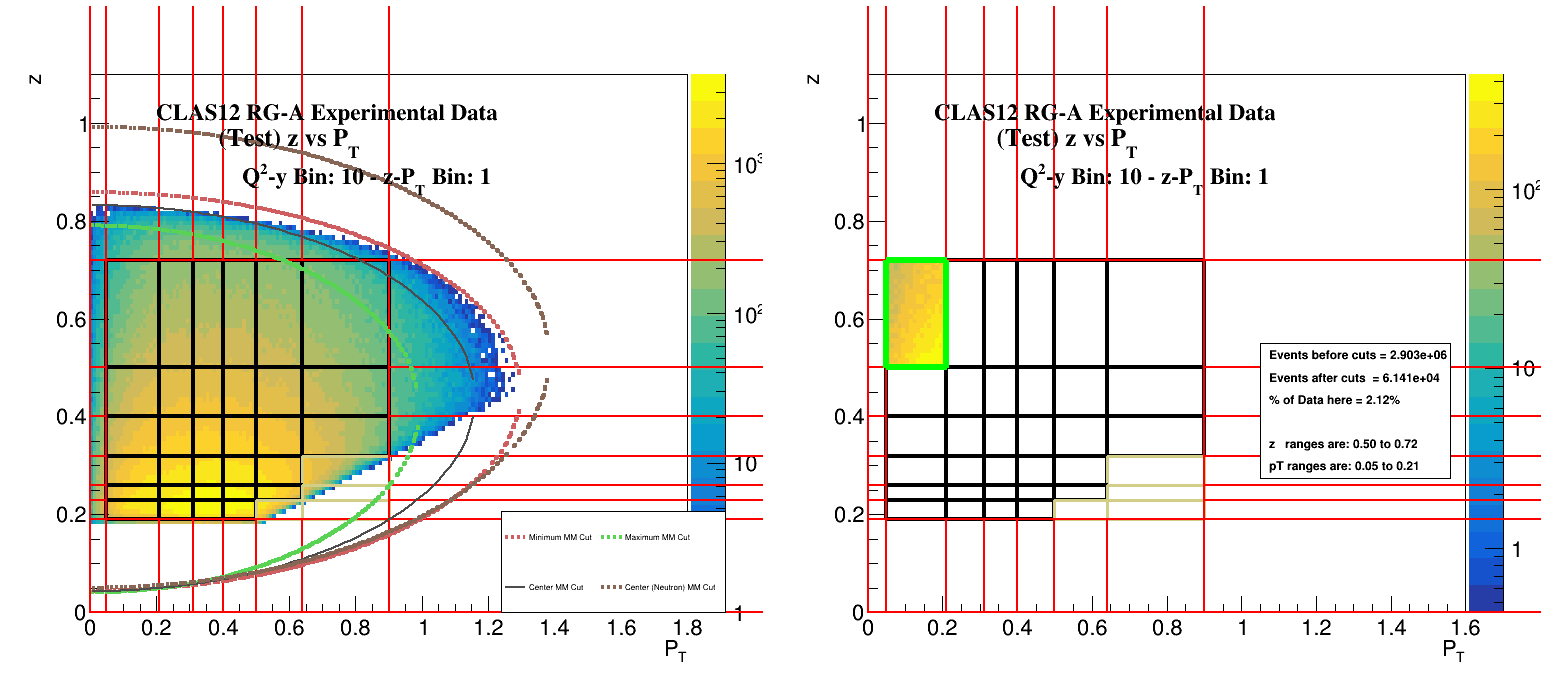 CLAS12 RG-A Experimental Data
(Test) z vs P_T
Q²-y Bin: 10 - z-P_T Bin: 1
z
1
0.8
0.6
0.4
0.2
0
0 0.2 0.4 0.6 0.8 1 1.2 1.4 1.6 1.8
P_T
10³
10²
10
1
Minimum MM Cut Maximum MM Cut
Center MM Cut Center (Neutron) MM Cut
CLAS12 RG-A Experimental Data
(Test) z vs P_T
Q²-y Bin: 10 - z-P_T Bin: 1
z
1
0.8
0.6
0.4
0.2
0
0 0.2 0.4 0.6 0.8 1 1.2 1.4 1.6
P_T
10²
10
1
Events before cuts = 2.903e+06
Events after cuts = 6.141e+04
% of Data here = 2.12%
z ranges are: 0.50 to 0.72
pT ranges are: 0.05 to 0.21